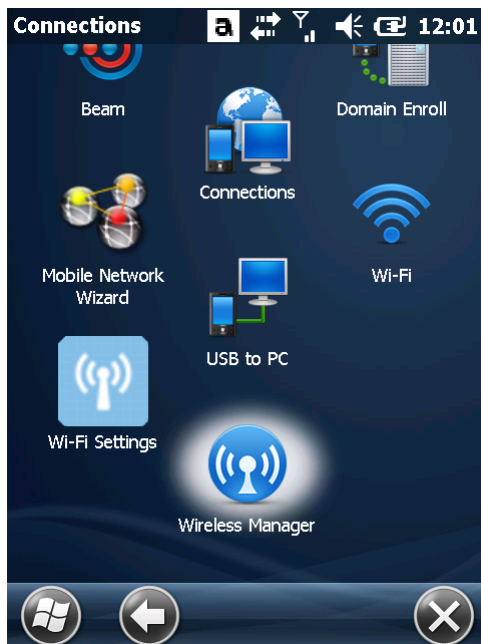 Connections a 12:01
Beam
Domain Enroll
Connections
Mobile Network
Wizard
Wi-Fi
USB to PC
Wi-Fi Settings
Wireless Manager